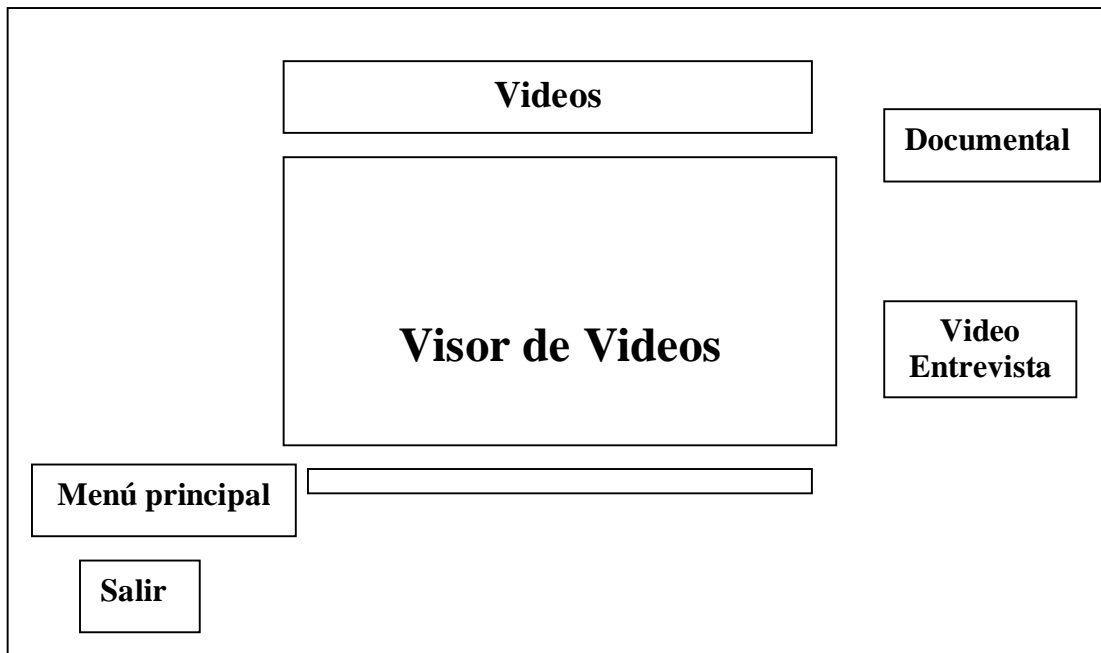 Videos
Documental
Visor de Videos
Video
Entrevista
Menú principal
Salir